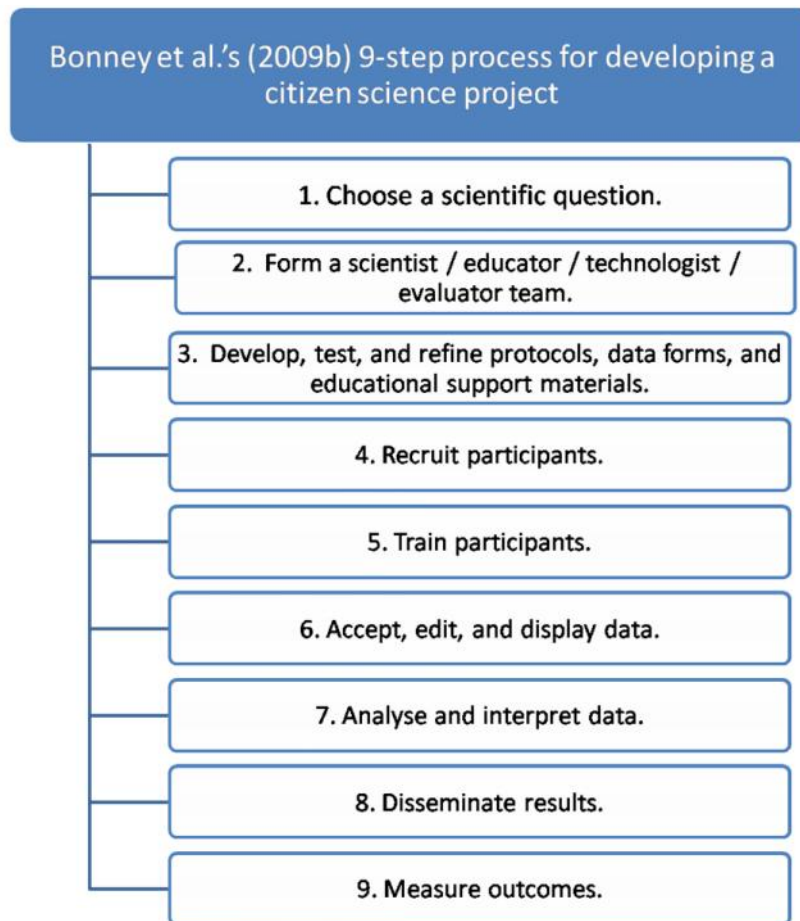 Bonney et al.'s (2009b) 9-step process for developing a
citizen science project
1. Choose a scientific question.
2. Form a scientist / educator / technologist /
evaluator team.
3. Develop, test, and refine protocols, data forms, and
educational support materials.
4. Recruit participants.
5. Train participants.
6. Accept, edit, and display data.
7. Analyse and interpret data.
8. Disseminate results.
9. Measure outcomes.